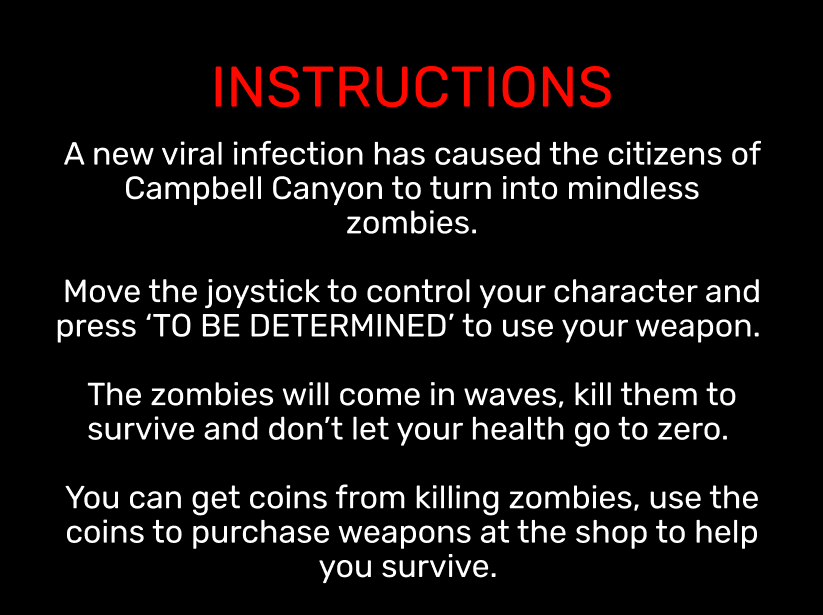 INSTRUCTIONS
A new viral infection has caused the citizens of
Campbell Canyon to turn into mindless
zombies.
Move the joystick to control your character and
press ‘TO BE DETERMINED’ to use your weapon.
The zombies will come in waves, kill them to
survive and don’t let your health go to zero.
You can get coins from killing zombies, use the
coins to purchase weapons at the shop to help
you survive.